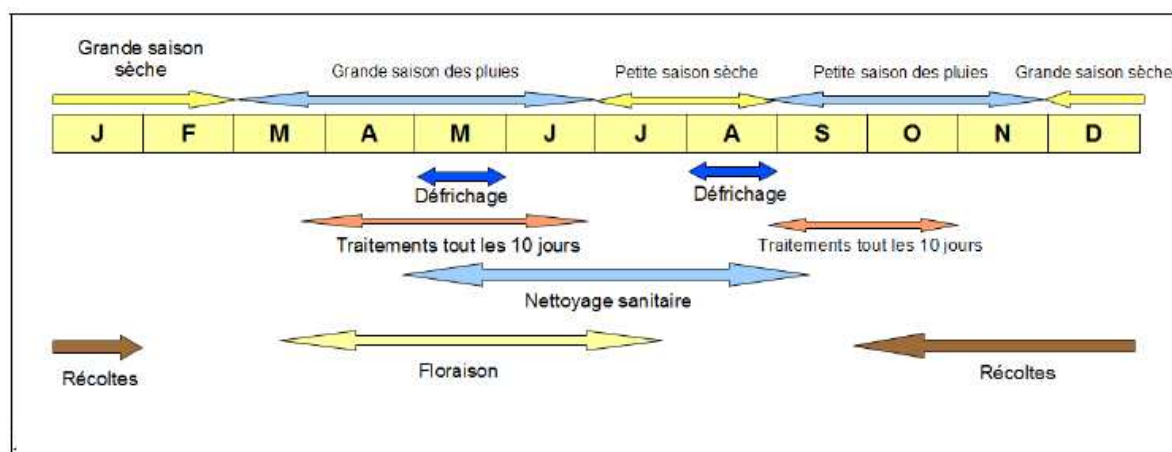 Grande saison
sèche
Grande saison des pluies
Petite saison sèche
Petite saison des pluies
Grande saison sèche
J F M A M J J A S O N D
Défrichage
Défrichage
Traitements tout les 10 jours
Traitements tout les 10 jours
Nettoyage sanitaire
Floraison
Récoltes
Récoltes